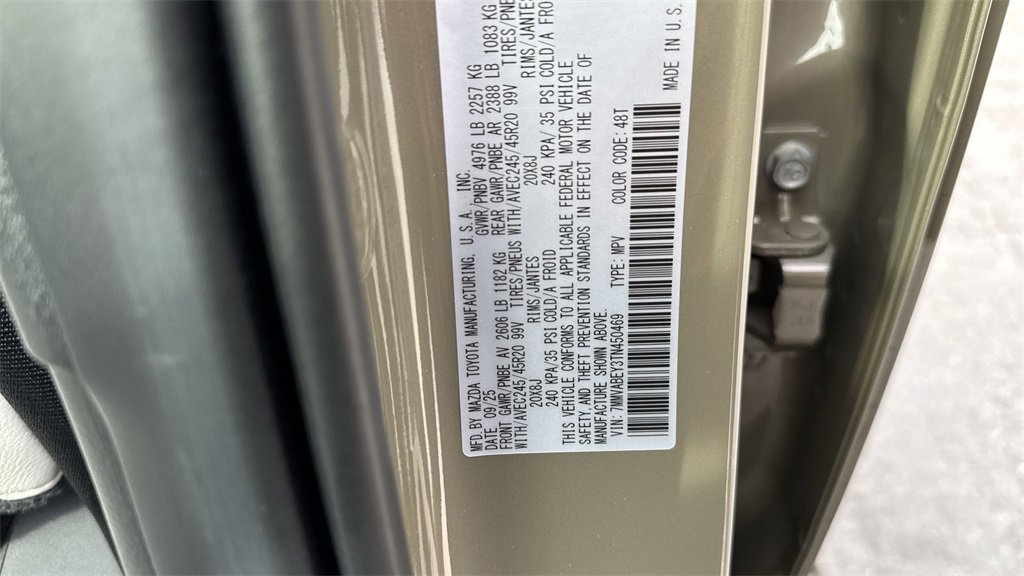 MFD.BY MAZDA TOYOTA MANUFACTURING, U.S.A., INC.
DATE 09/25 GVWR/PNBV 4976 LB 2257 KG
FRONT GAWR/PNBE AV 2606 LB 1182 KG REAR GAWR/PNBE AR 2388 LB 1083 KG
WITH/AVEC245/45R20 99V TIRES/PNEUS WITH/AVEC245/45R20 99V
20X8J RIMS/JANTES 20X8J RIMS/JANTES
240 KPA/35 PSI COLD/A FROID 240 KPA/ 35 PSI COLD/A
THIS VEHICLE CONFORMS TO ALL APPLICABLE FEDERAL MOTOR VEHICLE
SAFETY, AND THEFT PREVENTION STANDARDS IN EFFECT ON THE DATE OF
MANUFACTURE SHOWN ABOVE.
VIN: 7MMVABEY3TN450469 TYPE: MPV COLOR CODE: 48T
MADE IN U.S.